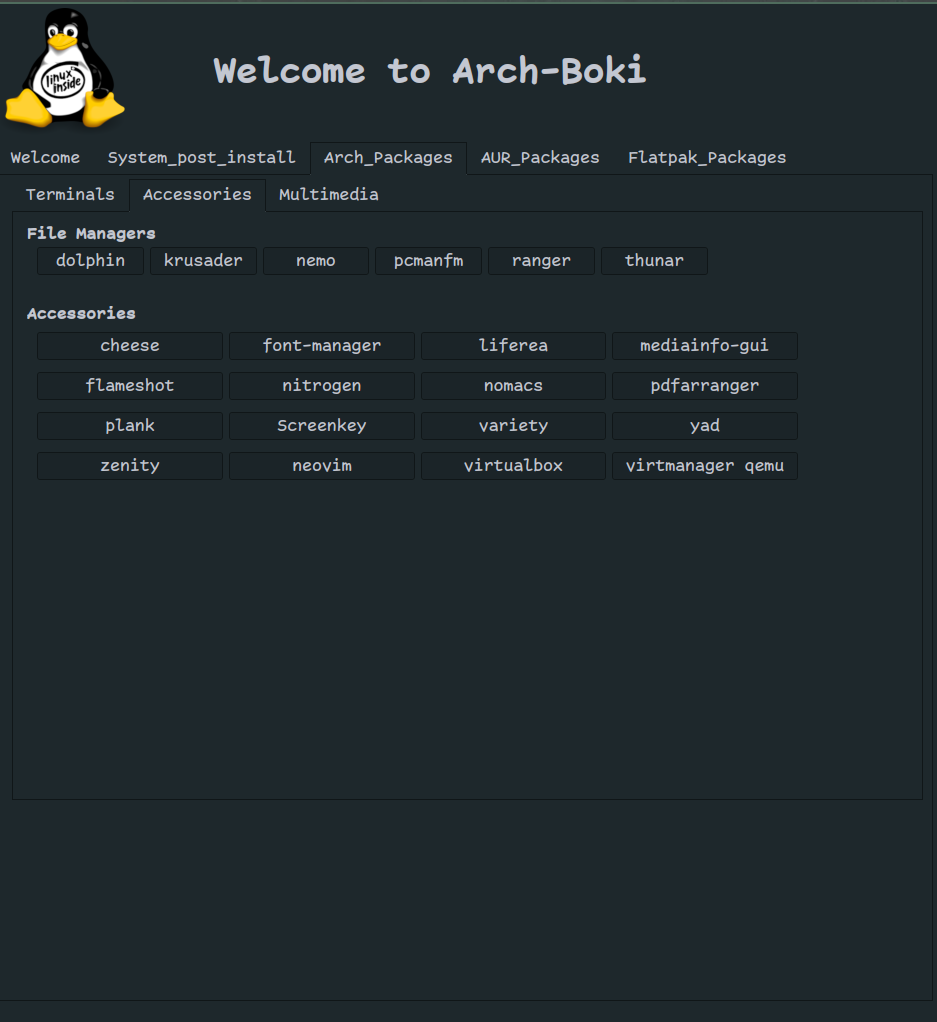 linux inside
Welcome to Arch-Boki
Welcome System_post_install Arch_Packages AUR_Packages Flatpak_Packages
Terminals Accessories Multimedia
File Managers
dolphin krusader nemo pcmanfm ranger thunar
Accessories
cheese font-manager liferea mediainfo-gui
flameshot nitrogen nomacs pdfarranger
plank Screenkey variety yad
zenity neovim virtualbox virtmanager qemu